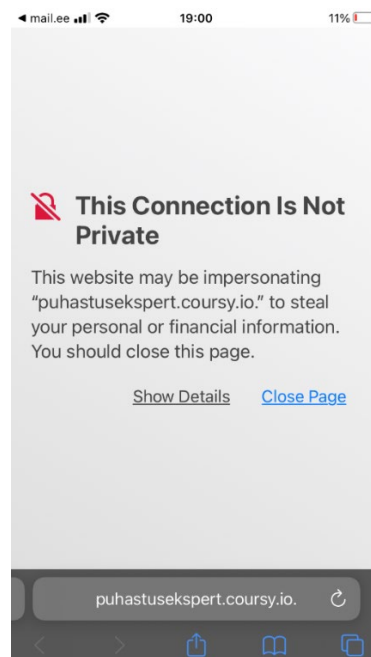 ◀ mail.ee 19:00 11%
This Connection Is Not
Private
This website may be impersonating
“puhastusekspert.coursy.io.” to steal
your personal or financial information.
You should close this page.
Show Details Close Page
puhastusekspert.coursy.io.